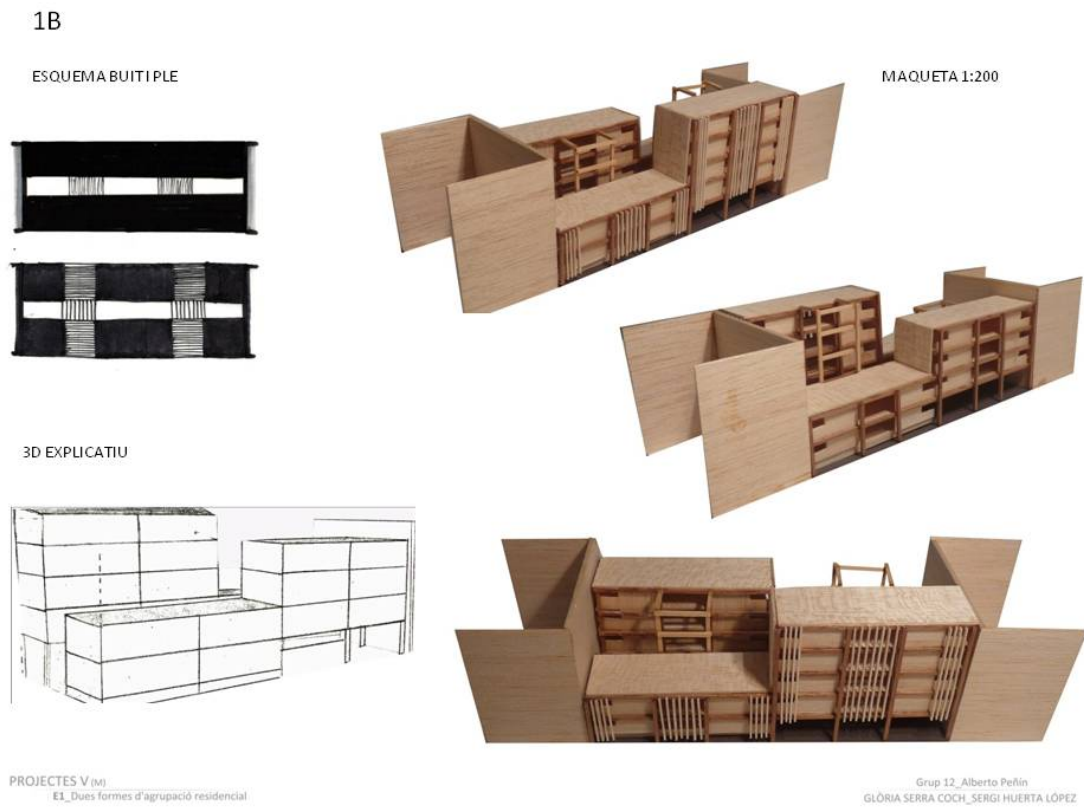 1B
ESQUEMA BUIT I PLE
MAQUETA 1:200
3D EXPLICATIU
PROJECTES V (M)
E1_Dues formes d'agrupació residencial
Grup 12_Alberto Peñín
GLÒRIA SERRA COCH_SERGI HUERTA LÓPEZ